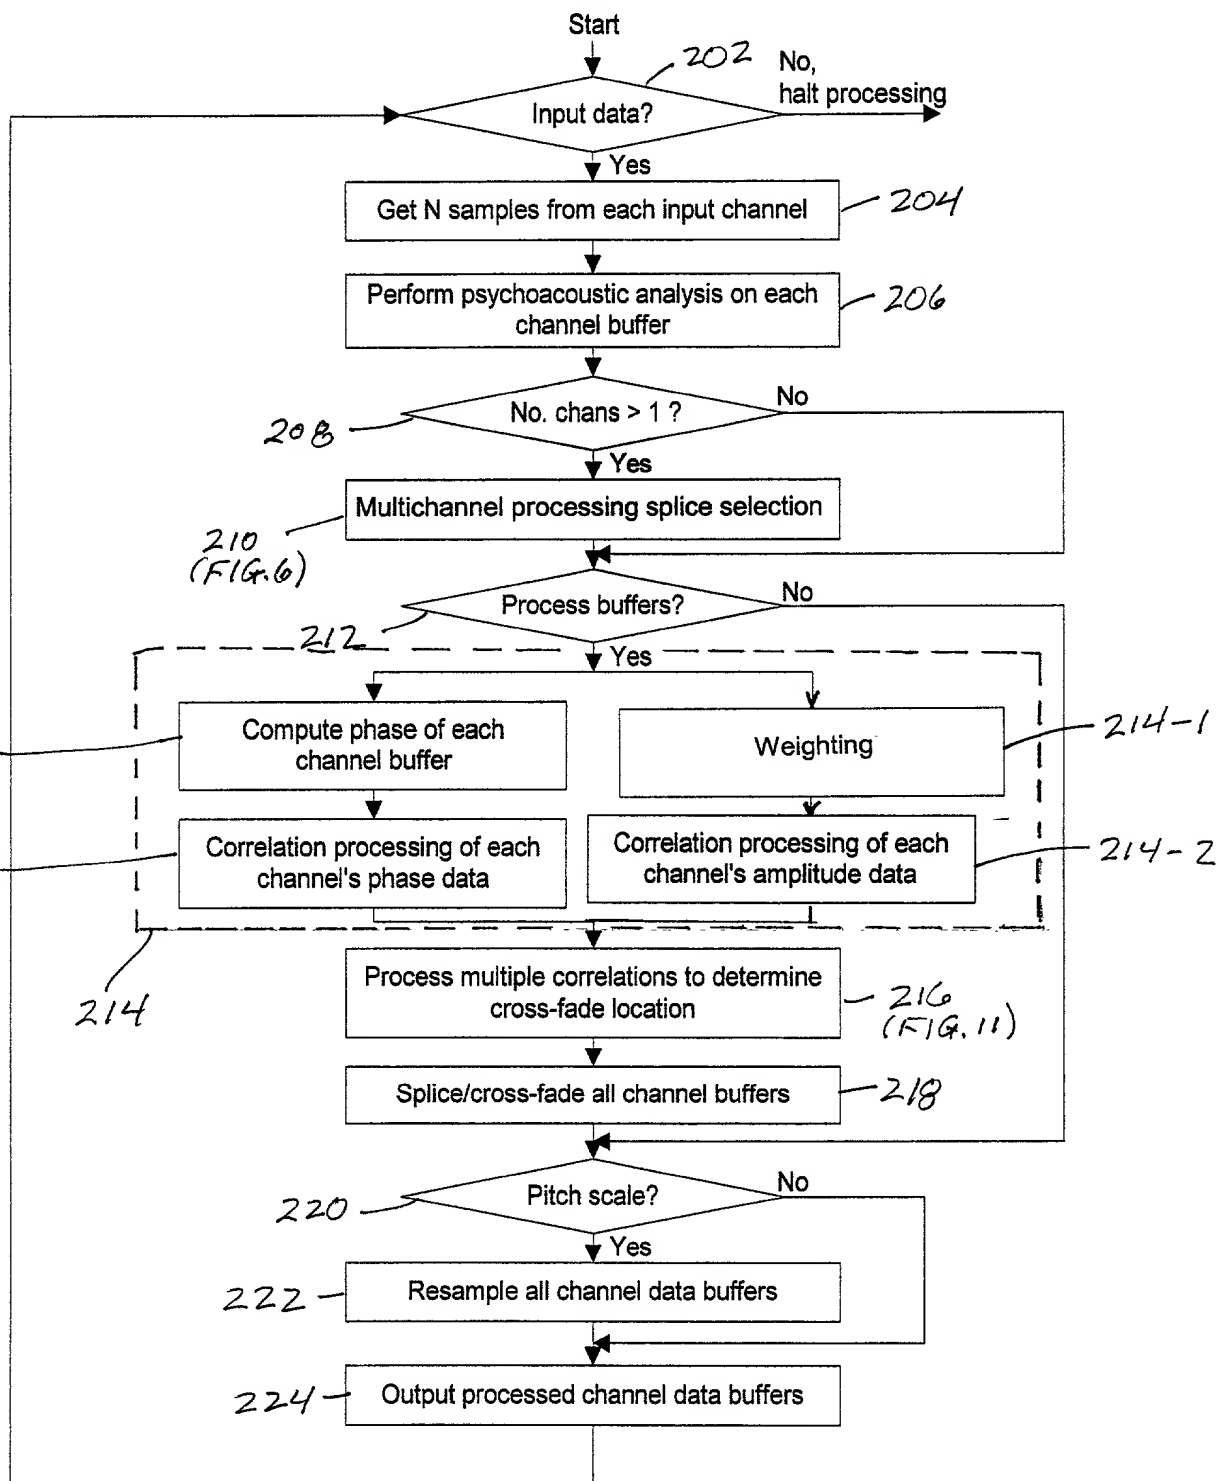 Start
202
No,
halt processing
Input data?
Yes
Get N samples from each input channel
204
Perform psychoacoustic analysis on each
channel buffer
206
No. chans > 1 ?
No
208
Yes
Multichannel processing splice selection
210
(FIG.6)
Process buffers?
No
212
Yes
Compute phase of each
channel buffer
Weighting
214-1
Correlation processing of each
channel's phase data
Correlation processing of each
channel's amplitude data
214-2
214
Process multiple correlations to determine
cross-fade location
216
(FIG. 11)
Splice/cross-fade all channel buffers
218
Pitch scale?
No
220
Yes
Resample all channel data buffers
222
Output processed channel data buffers
224